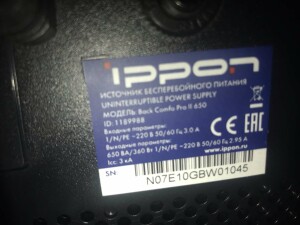 ippon
ИСТОЧНИК БЕСПЕРЕБОЙНОГО ПИТАНИЯ
UNINTERRUPTIBLE POWER SUPPLY
МОДЕЛЬ: Back Comfo Pro II 650
ID: 1189988
Входные параметры:
1/N/PE ~220 В 50/60 Гц 3.0 А
Выходные параметры:
650 ВА/360 Вт 1/N/PE ~220 В 50/60 Гц 2.95 А
Icc: 3 кА
www.ippon.ru
CE EAC
SN
N07E10GBW01045